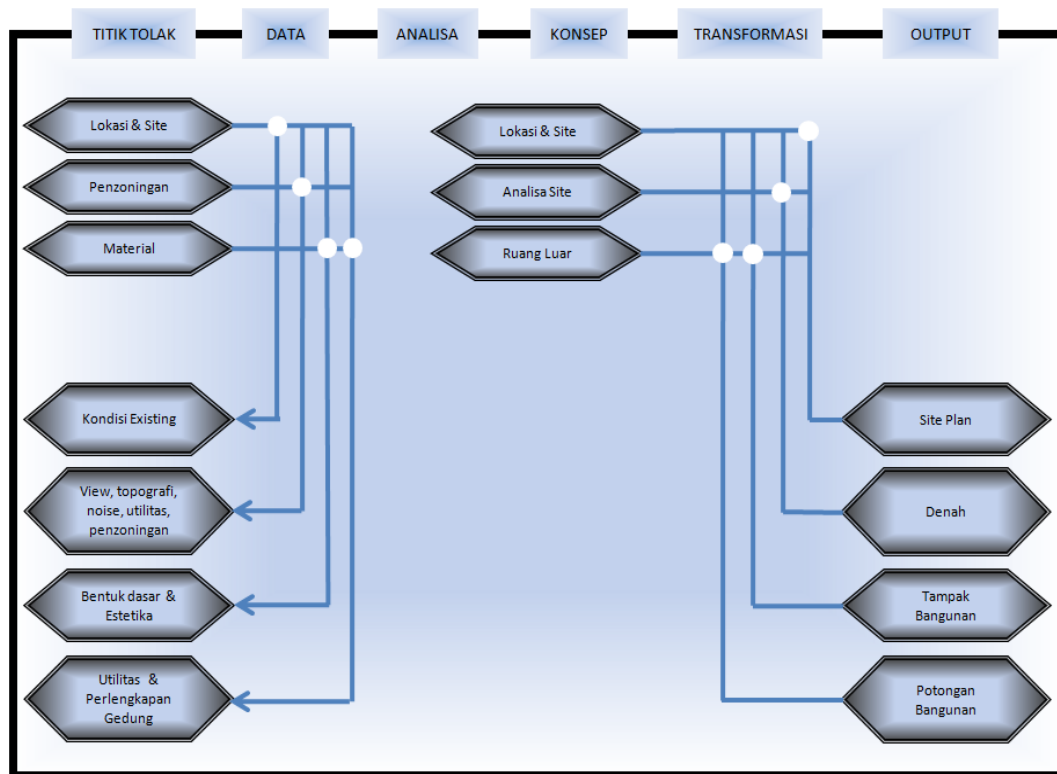 TITIK TOLAK
DATA
ANALISA
KONSEP
TRANSFORMASI
OUTPUT
Lokasi & Site
Penzoningan
Material
Lokasi & Site
Analisa Site
Ruang Luar
Kondisi Existing
View, topografi,
noise, utilitas,
penzoningan
Bentuk dasar &
Estetika
Utilitas &
Perlengkapan
Gedung
Site Plan
Denah
Tampak
Bangunan
Potongan
Bangunan